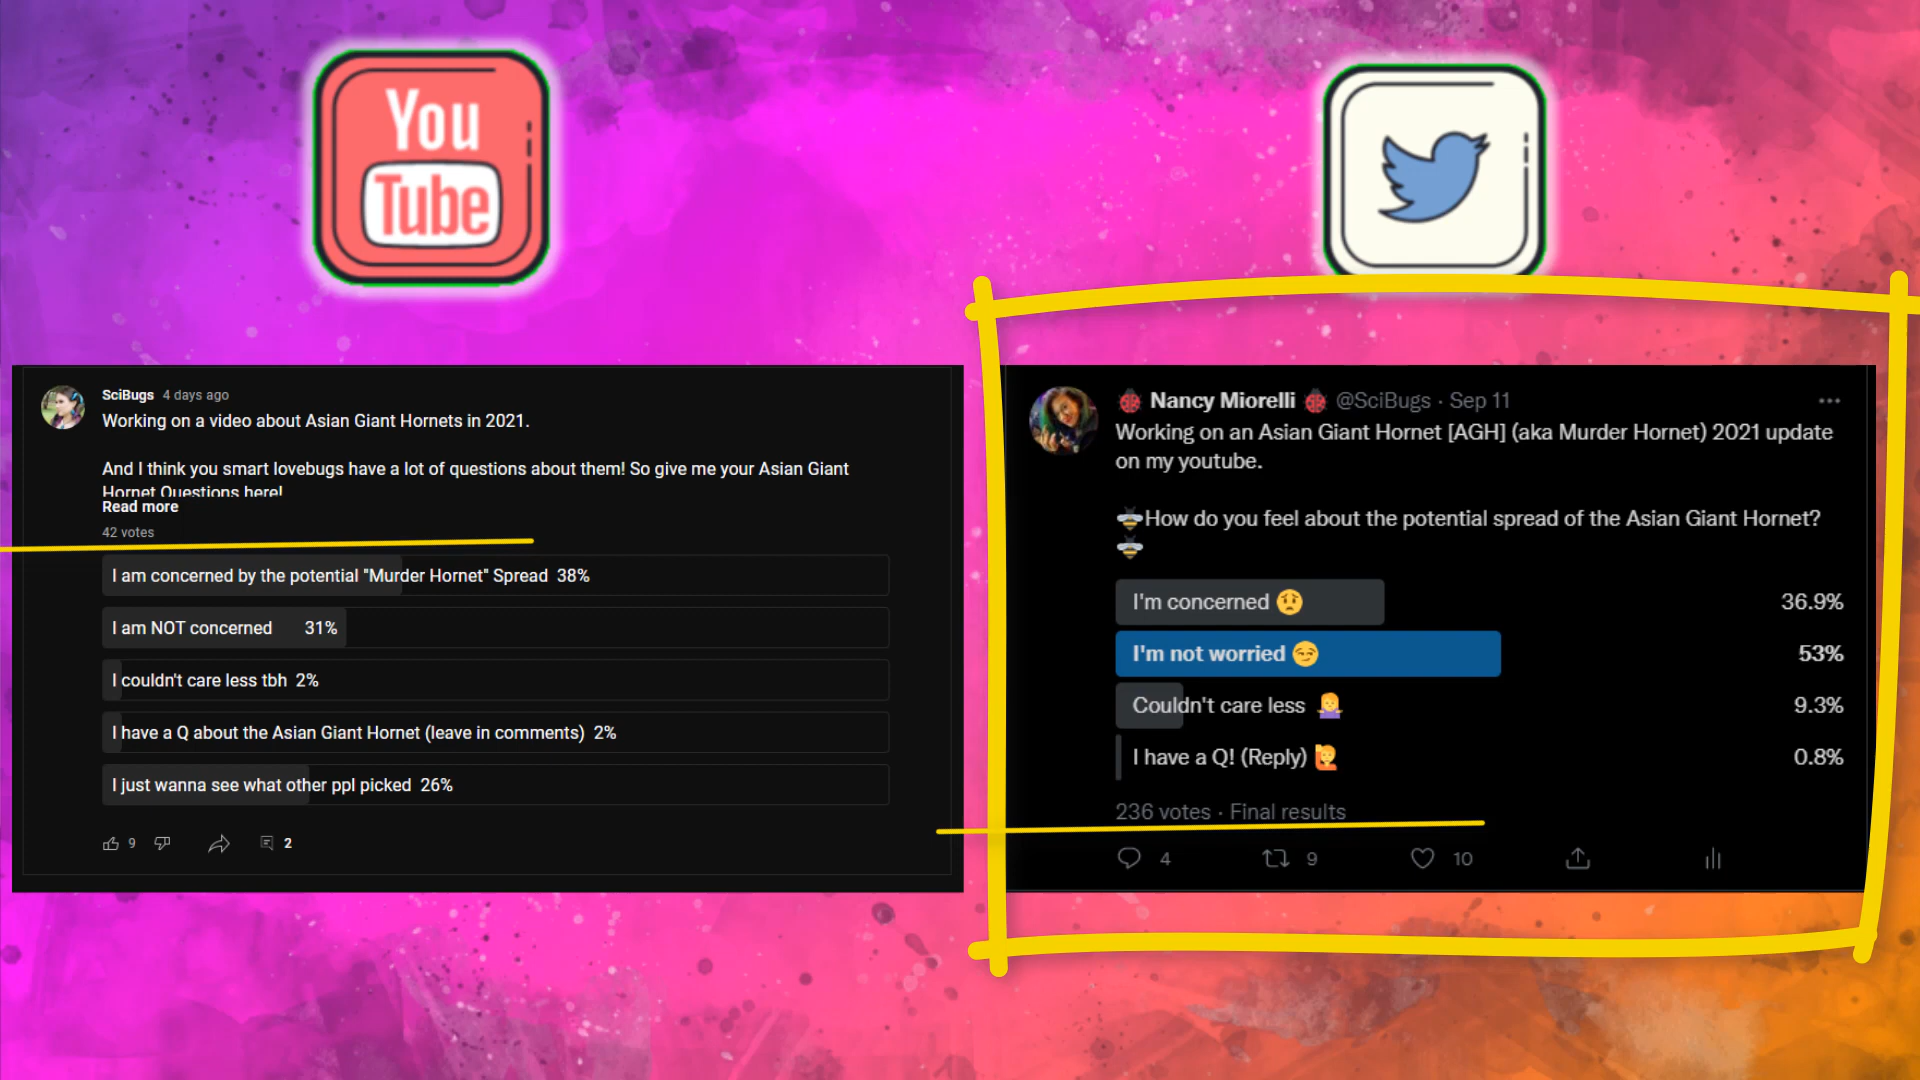 You
Tube
SciBugs 4 days ago
Working on a video about Asian Giant Hornets in 2021.
And I think you smart lovebugs have a lot of questions about them! So give me your Asian Giant
Hornet Questions here!
Read more
42 votes
I am concerned by the potential "Murder Hornet" Spread 38%
I am NOT concerned 31%
I couldn't care less tbh 2%
I have a Q about the Asian Giant Hornet (leave in comments) 2%
I just wanna see what other ppl picked 26%
9 2
🐞 Nancy Miorelli 🐞 @SciBugs · Sep 11
Working on an Asian Giant Hornet [AGH] (aka Murder Hornet) 2021 update
on my youtube.
🐝How do you feel about the potential spread of the Asian Giant Hornet?
🐝
I'm concerned 😟 36.9%
I'm not worried 😏 53%
Couldn't care less 🤷‍♀️ 9.3%
I have a Q! (Reply) 🙋 0.8%
236 votes · Final results
4 9 10